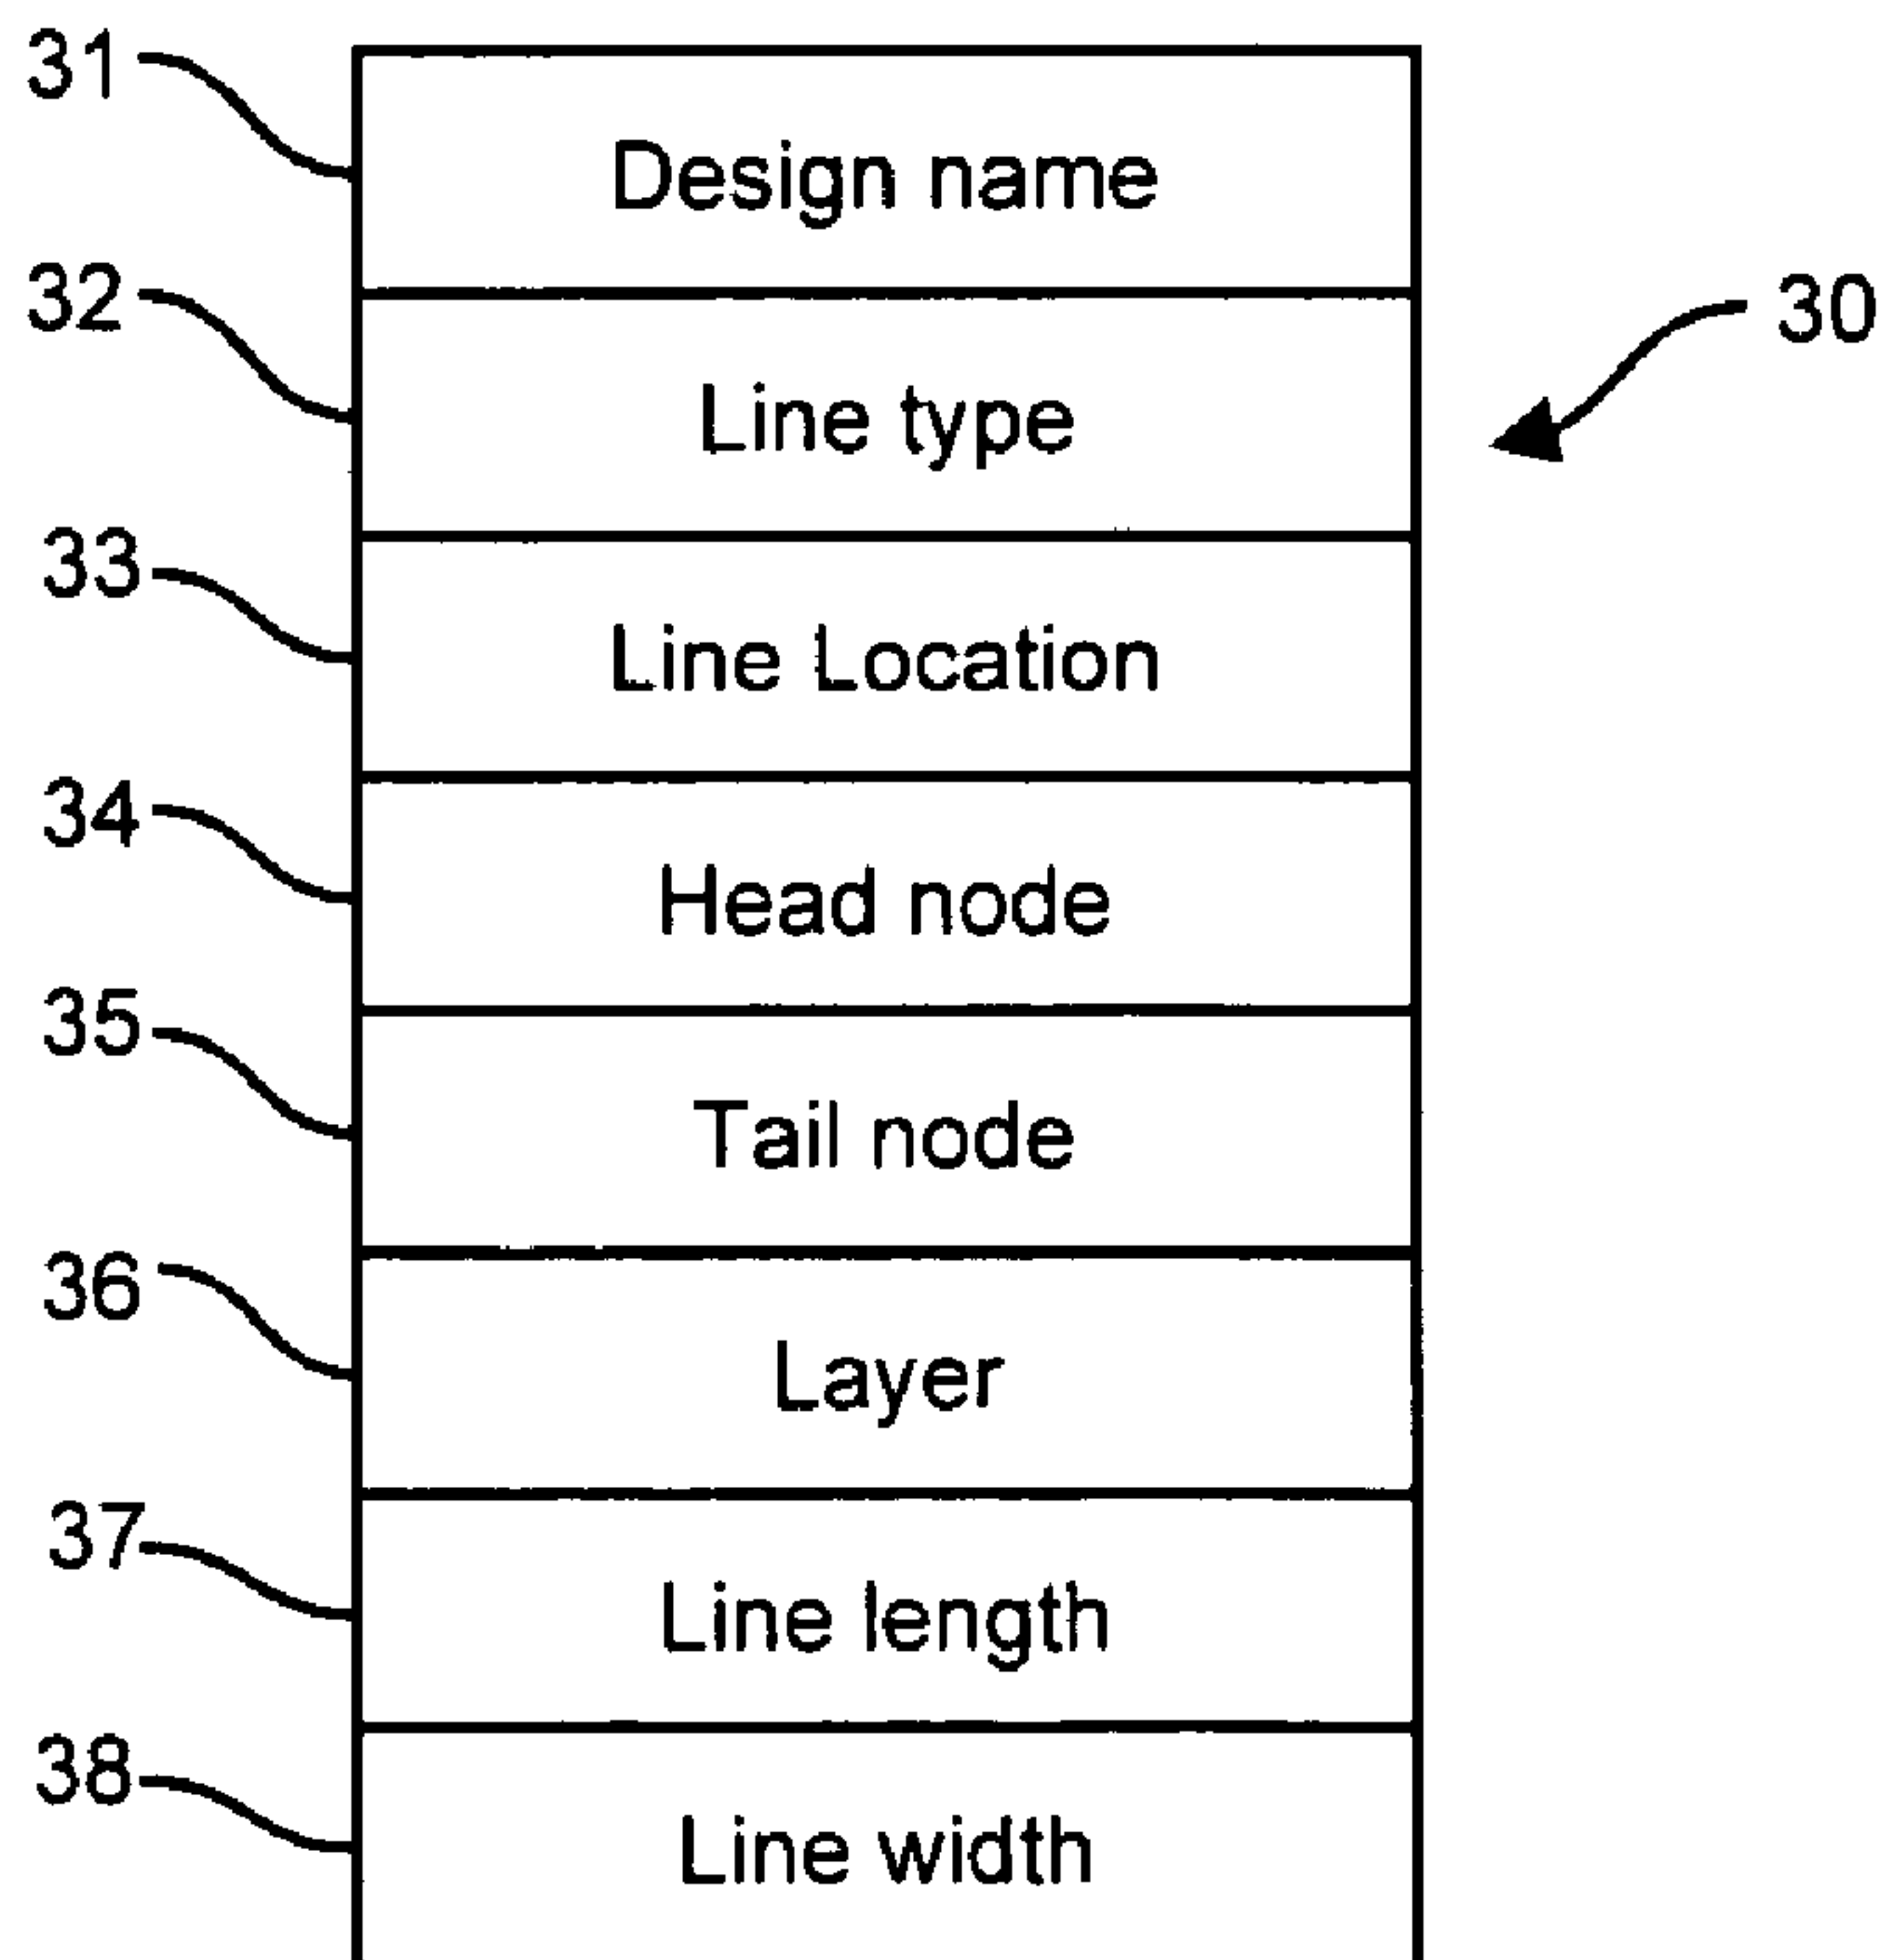 31
Design name
32
30
Line type
33
Line Location
34
Head node
35
Tail node
36
Layer
37
Line length
38
Line width